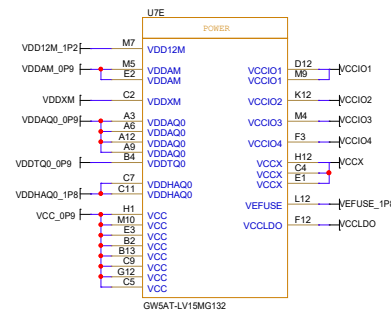 U7E
POWER
VDD12M_1P2 M7 VDD12M D12 VCCIO1
VDDAM_0P9 M5 VDDAM VCCIO1 M9
E2 VDDAM VCCIO1
VDDXM C2 VDDXM VCCIO2 K12 VCCIO2
VCCIO3 M4 VCCIO3
VDDAQ0_0P9 A3 VDDAQ0
A6 VDDAQ0 VCCIO4 F3 VCCIO4
A12 VDDAQ0
A9 VDDAQ0 VCCX H12 VCCX
VDDTQ0_0P9 B4 VDDTQ0 VCCX C4
VCCX E1
VDDHAQ0_1P8 C7 VDDHAQ0
C11 VDDHAQ0 VEFUSE L12 VEFUSE_1P8
VCC_0P9 H1 VCC VCCLDO F12 VCCLDO
M10 VCC
E3 VCC
B2 VCC
B13 VCC
C9 VCC
G12 VCC
C5 VCC
GW5AT-LV15MG132